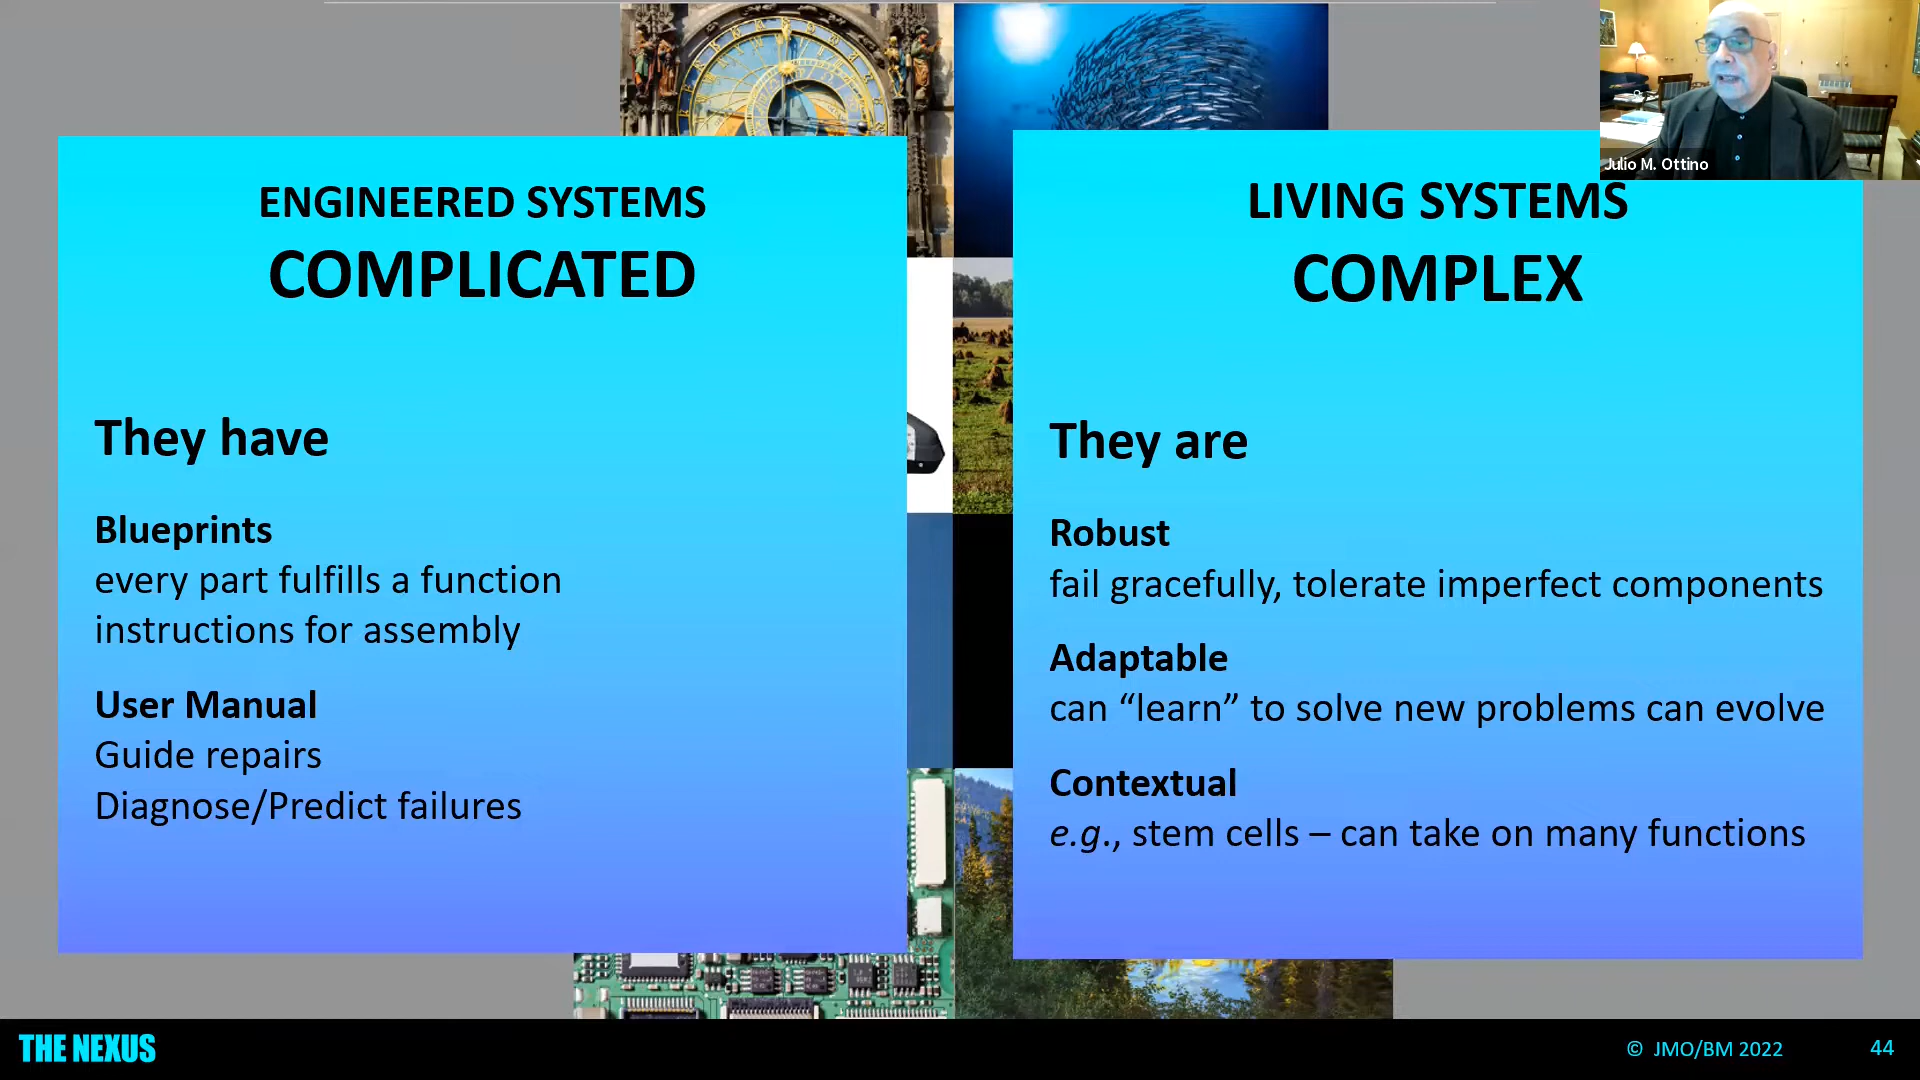 ENGINEERED SYSTEMS
COMPLICATED
They have
Blueprints
every part fulfills a function
instructions for assembly
User Manual
Guide repairs
Diagnose/Predict failures
LIVING SYSTEMS
COMPLEX
They are
Robust
fail gracefully, tolerate imperfect components
Adaptable
can “learn” to solve new problems can evolve
Contextual
e.g., stem cells – can take on many functions
Julio M. Ottino
THE NEXUS
© JMO/BM 2022
44